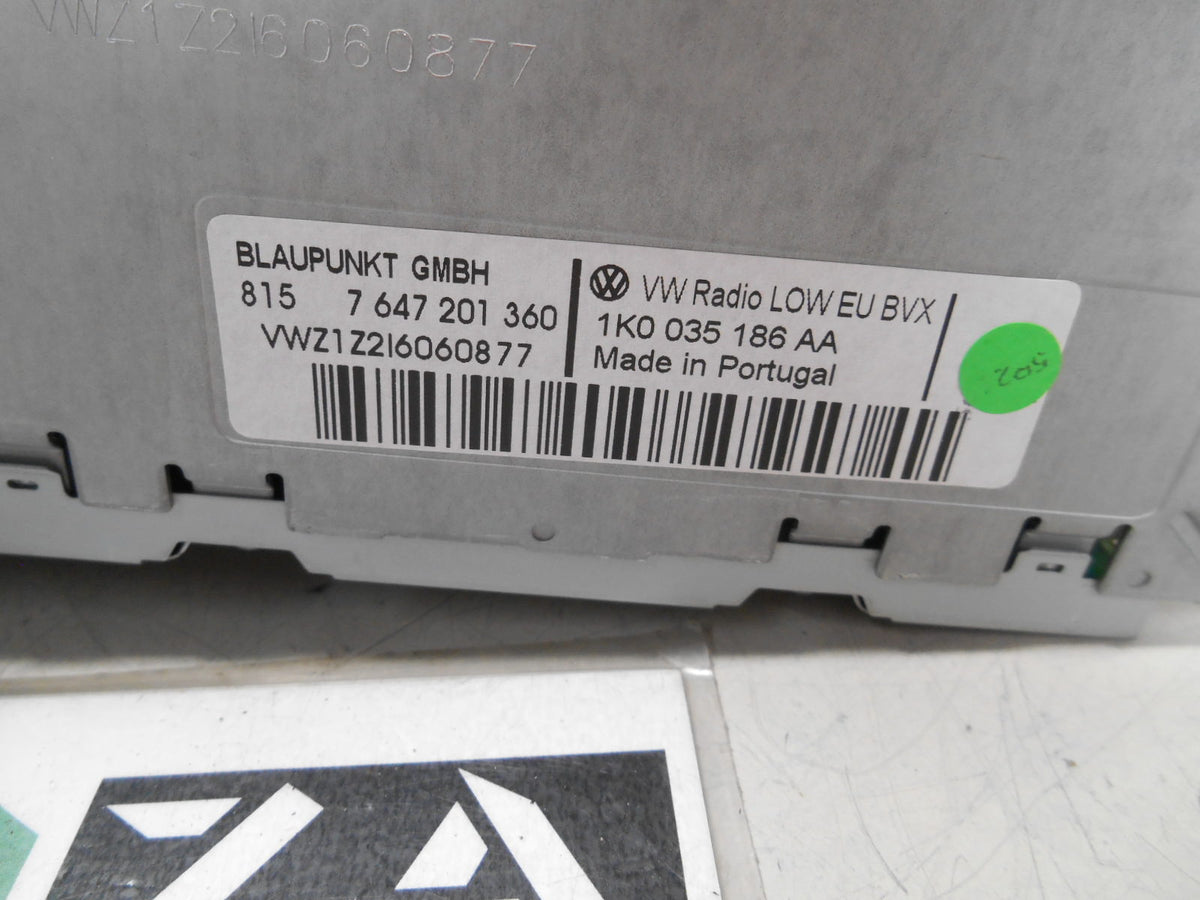 VWZ1Z2I6060877
BLAUPUNKT GMBH
815 7 647 201 360
VWZ1Z2I6060877
VW Radio LOW EU BVX
1K0 035 186 AA
Made in Portugal
ZA